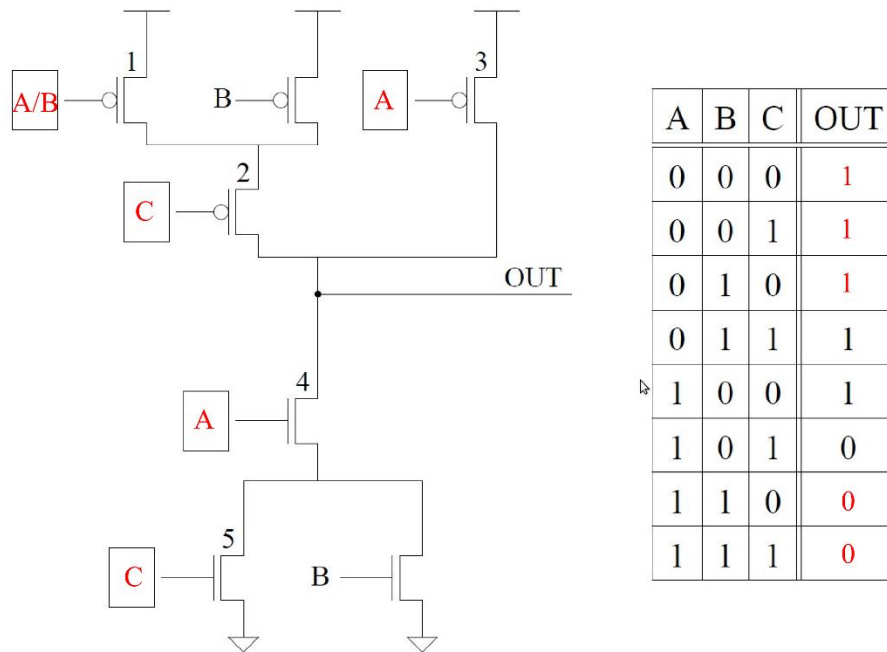 1
3
A/B
B
A
2
C
OUT
4
A
5
C
B
A B C OUT
0 0 0 1
0 0 1 1
0 1 0 1
0 1 1 1
1 0 0 1
1 0 1 0
1 1 0 0
1 1 1 0